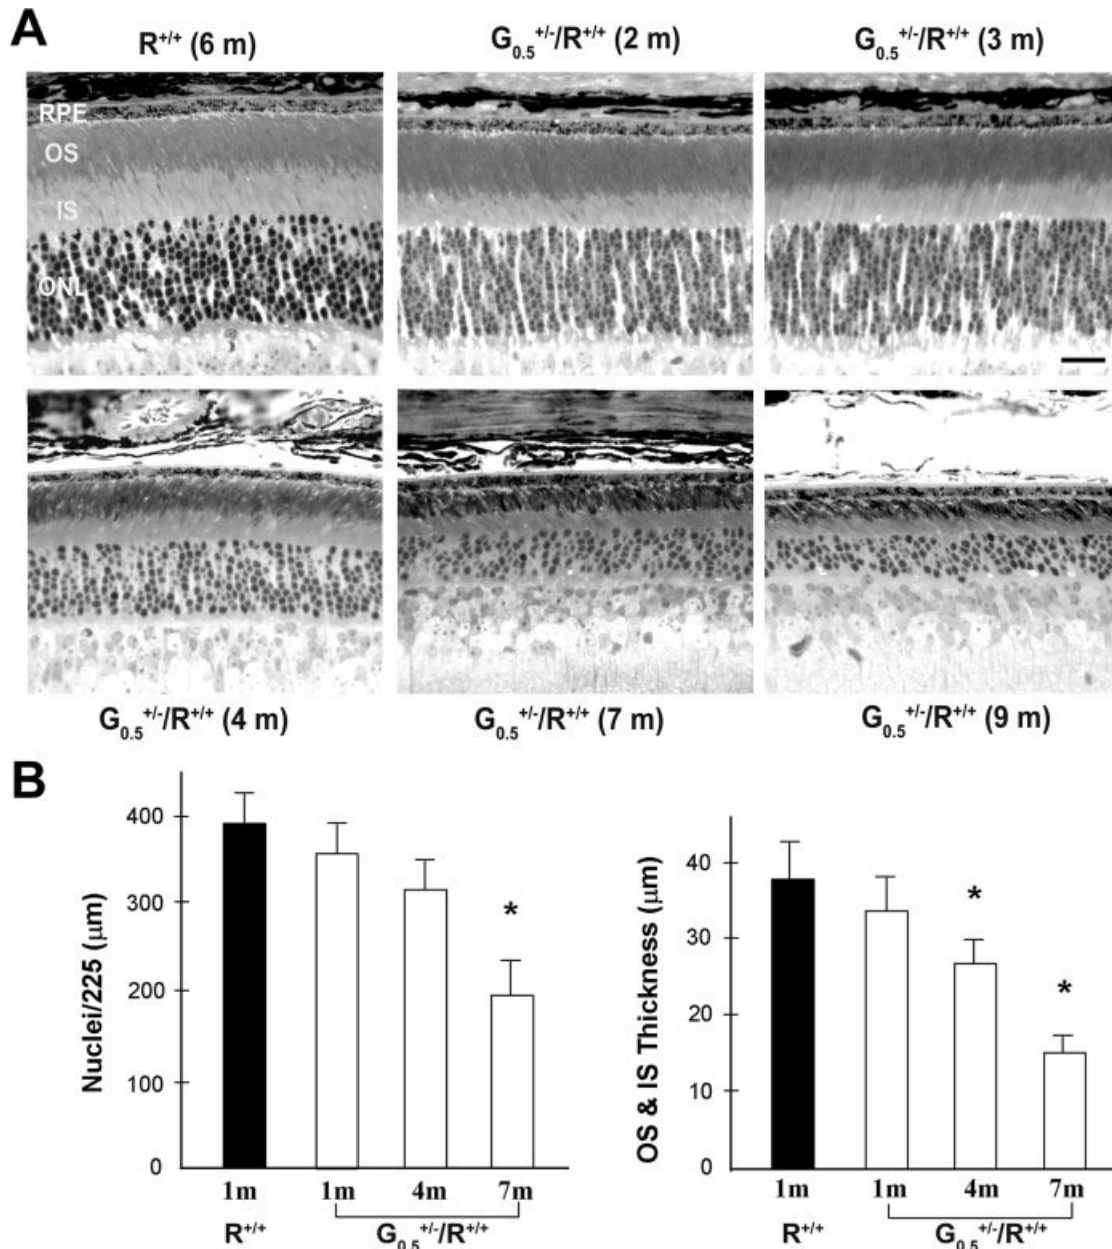 A
R+/+ (6 m)
G0.5+/-/R+/+ (2 m)
G0.5+/-/R+/+ (3 m)
RPE
OS
IS
ONL
G0.5+/-/R+/+ (4 m)
G0.5+/-/R+/+ (7 m)
G0.5+/-/R+/+ (9 m)
B
Nuclei/225 (μm)
400
300
200
100
0
*
1m
1m
4m
7m
R+/+
G0.5+/-/R+/+
OS & IS Thickness (μm)
40
30
20
10
0
*
*
1m
1m
4m
7m
R+/+
G0.5+/-/R+/+